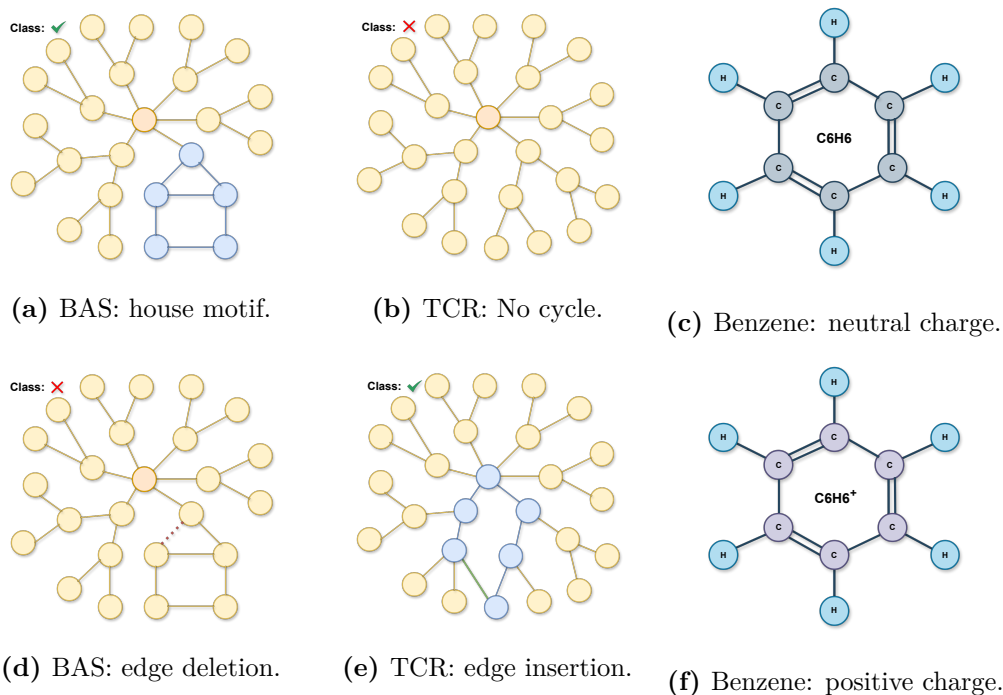 Class: ✓
Class: ✗
H
H
H
C
C
C
C6H6
C
C
C
H
H
H
(a) BAS: house motif.
(b) TCR: No cycle.
(c) Benzene: neutral charge.
Class: ✗
Class: ✓
H
H
H
C
C
C
C6H6⁺
C
C
C
H
H
H
(d) BAS: edge deletion.
(e) TCR: edge insertion.
(f) Benzene: positive charge.